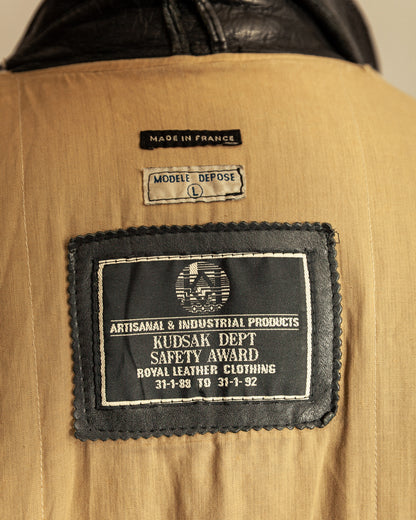 MADE IN FRANCE
MODELE DEPOSE
L
ARTISANAL & INDUSTRIAL PRODUCTS
KUDSAK DEPT
SAFETY AWARD
ROYAL LEATHER CLOTHING
31-1-88 TO 31-1-92